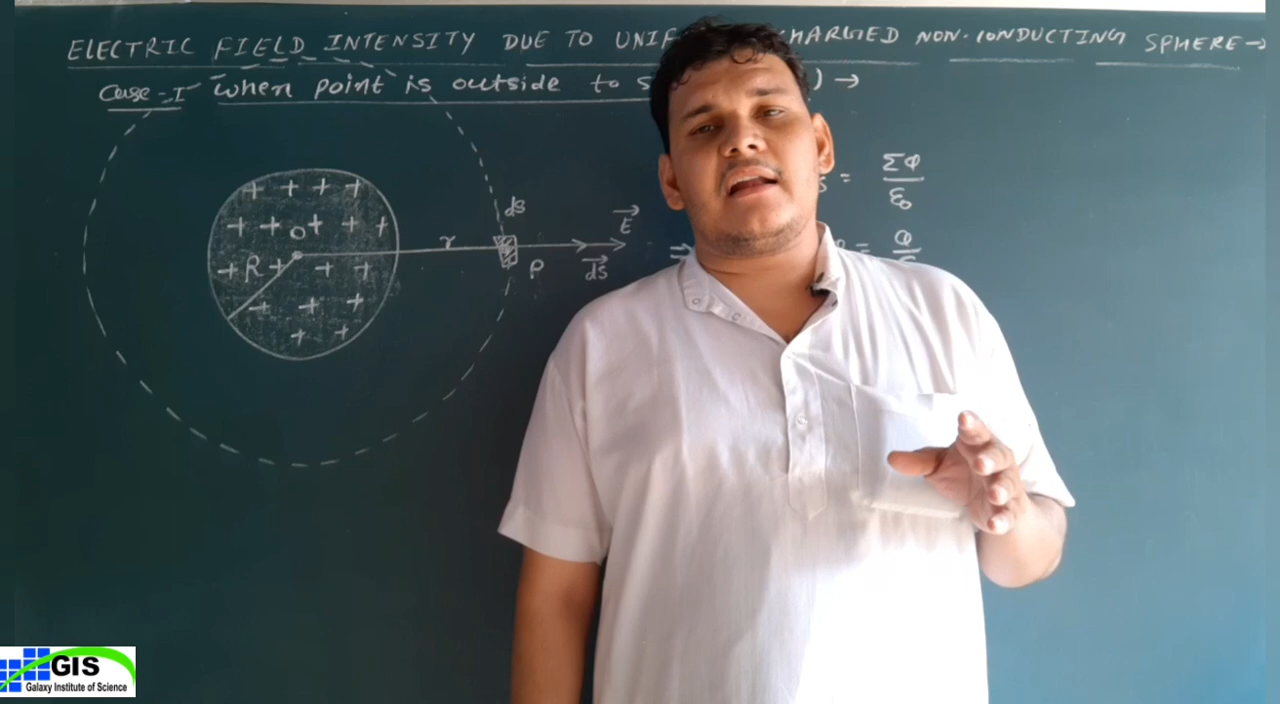 ELECTRIC FIELD INTENSITY DUE TO UNIF HARGED NON-CONDUCTING SPHERE→
Case-I when point is outside to s ) →
ds
E
O
r
R
P
ds
s = ΣΦ
ε0
⇒ = Φ
GIS
Galaxy Institute of Science